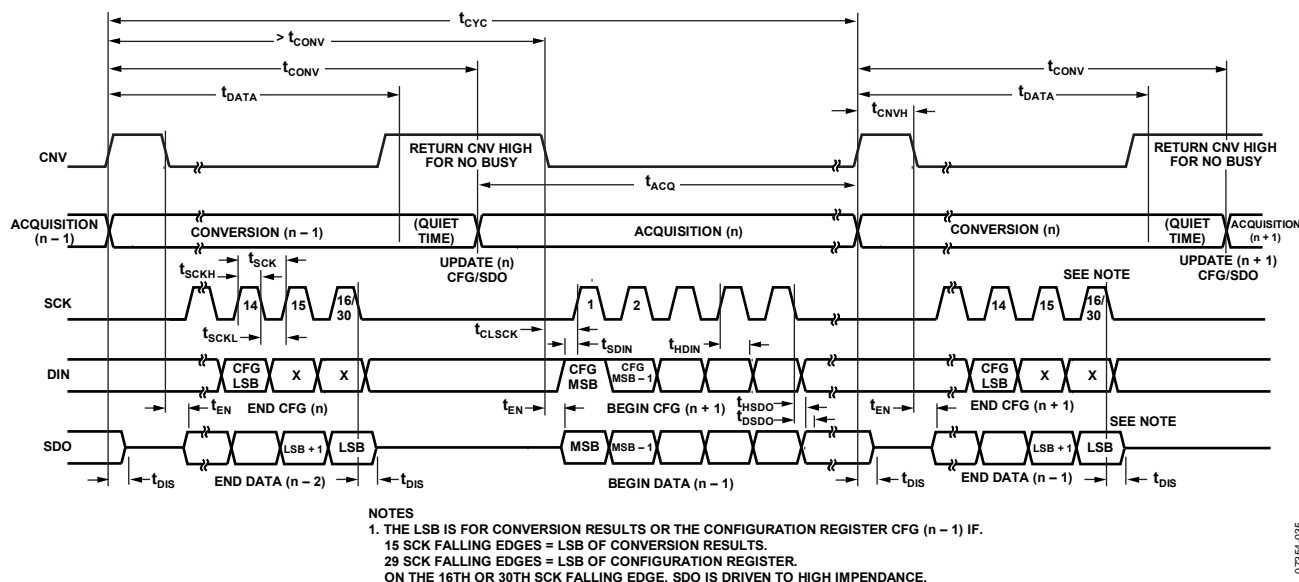 tCYC
> tCONV
tCONV
tCONV
tDATA
tDATA
tCNVH
CNV
RETURN CNV HIGH
FOR NO BUSY
RETURN CNV HIGH
FOR NO BUSY
tACQ
ACQUISITION
(n – 1)
CONVERSION (n – 1)
(QUIET
TIME)
ACQUISITION (n)
CONVERSION (n)
(QUIET
TIME)
ACQUISITION
(n + 1)
UPDATE (n)
CFG/SDO
UPDATE (n + 1)
CFG/SDO
tSCK
tSCKH
SEE NOTE
SCK
14
15
16/
30
1
2
14
15
16/
30
tSCKL
tCLSCK
tSDIN
tHDIN
DIN
CFG
LSB
X
X
CFG
MSB
CFG
MSB – 1
CFG
LSB
X
X
tEN
END CFG (n)
tEN
BEGIN CFG (n + 1)
tHSDO
tDSDO
tEN
END CFG (n + 1)
SEE NOTE
SDO
LSB + 1
LSB
MSB
MSB – 1
LSB + 1
LSB
tDIS
END DATA (n – 2)
tDIS
BEGIN DATA (n – 1)
tDIS
END DATA (n – 1)
tDIS
NOTES
1. THE LSB IS FOR CONVERSION RESULTS OR THE CONFIGURATION REGISTER CFG (n – 1) IF.
15 SCK FALLING EDGES = LSB OF CONVERSION RESULTS.
29 SCK FALLING EDGES = LSB OF CONFIGURATION REGISTER.
ON THE 16TH OR 30TH SCK FALLING EDGE, SDO IS DRIVEN TO HIGH IMPENDANCE.